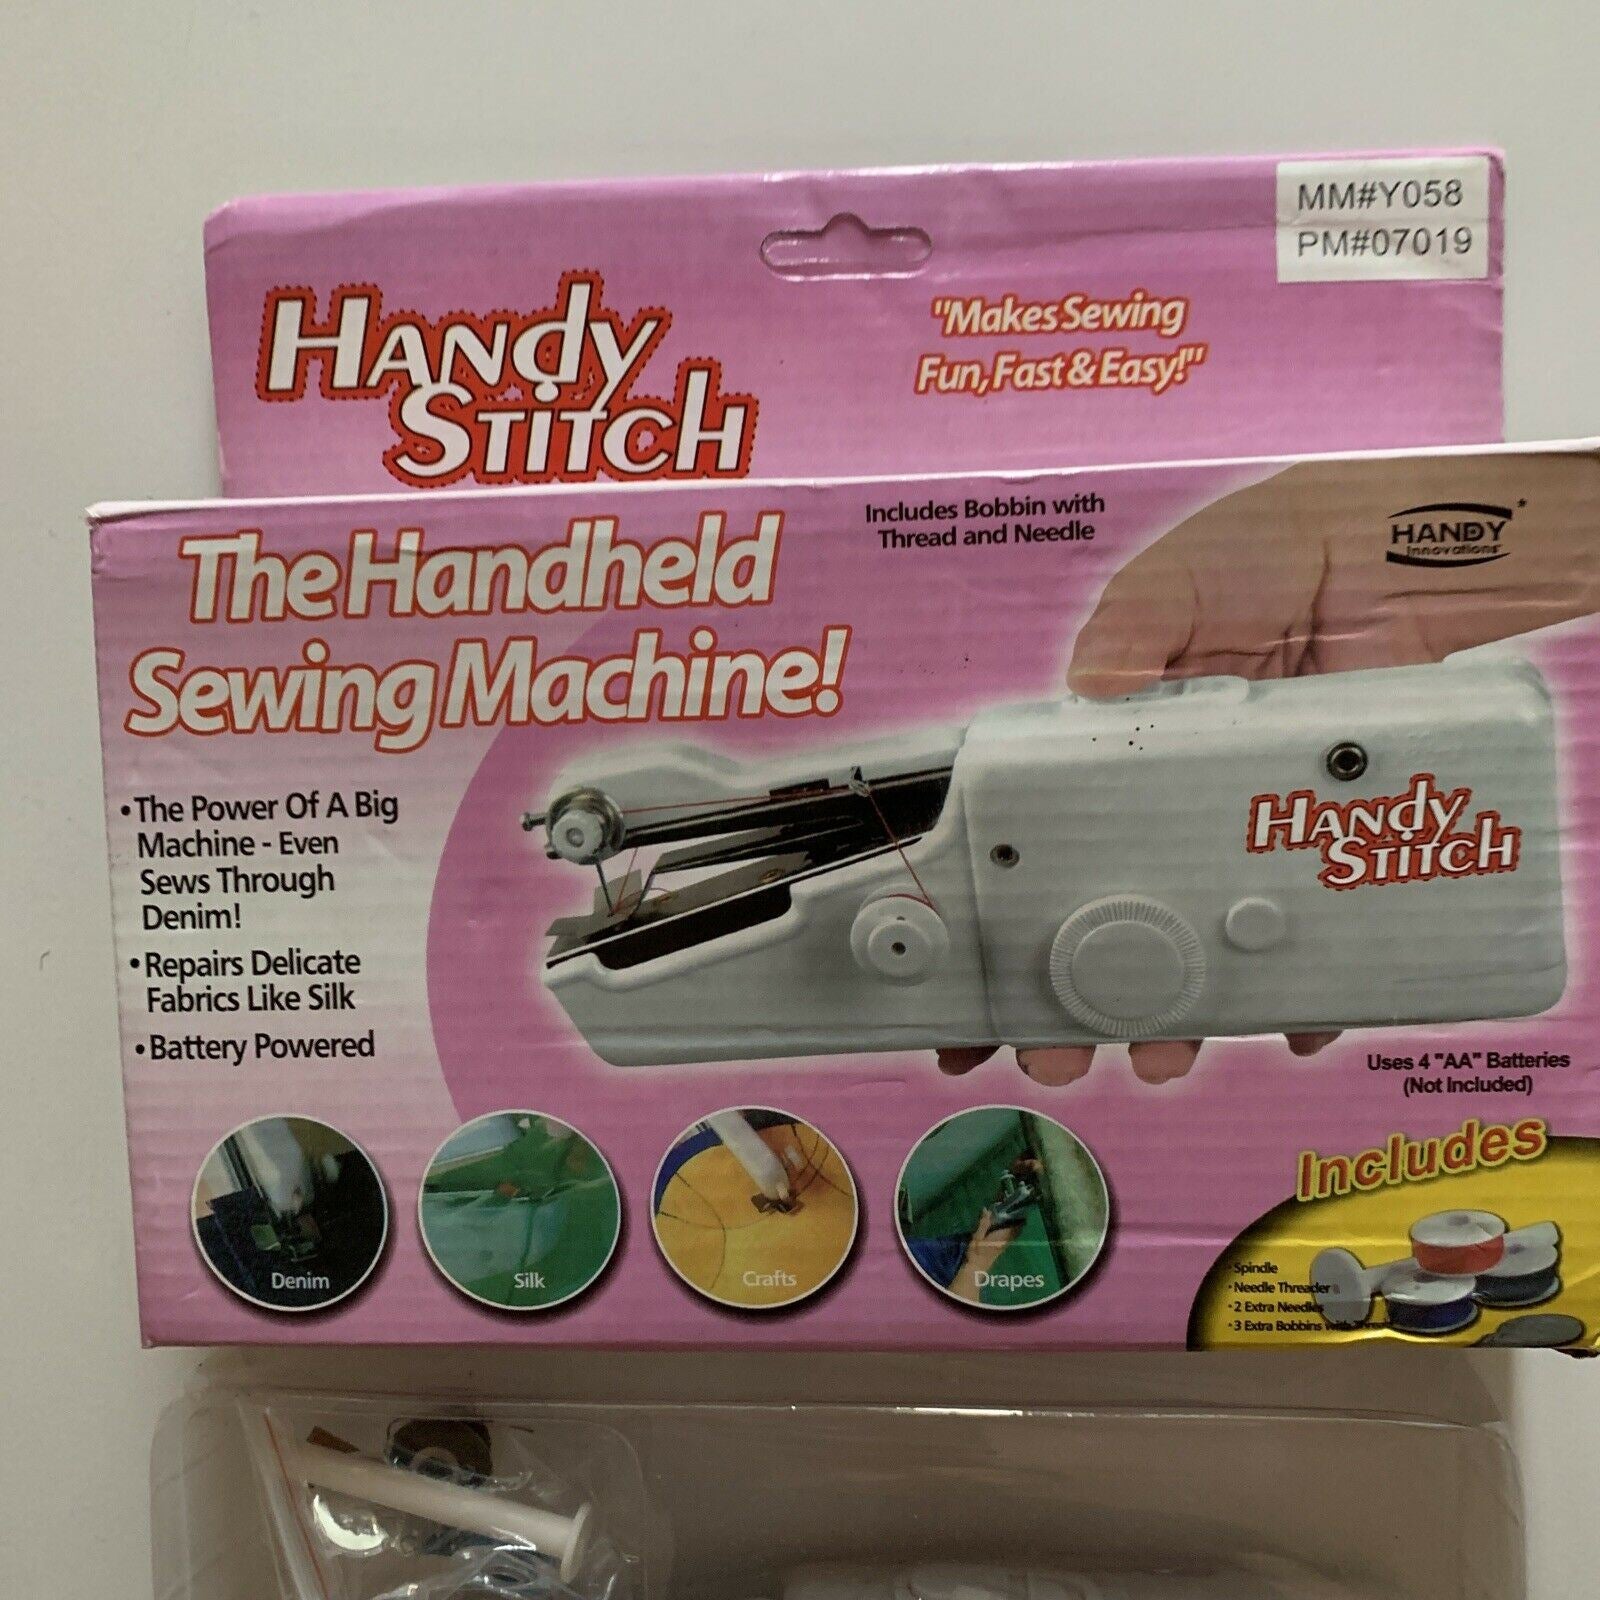 MM#Y058
PM#07019
HANdy
STITCh
"Makes Sewing
Fun, Fast & Easy!"
The Handheld
Sewing Machine!
Includes Bobbin with
Thread and Needle
HANDY
Innovations
• The Power Of A Big
Machine - Even
Sews Through
Denim!
• Repairs Delicate
Fabrics Like Silk
• Battery Powered
HANdy
STITCh
Uses 4 "AA" Batteries
(Not Included)
Denim
Silk
Crafts
Drapes
Includes
• Spindle
• Needle Threader
• 2 Extra Needles
• 3 Extra Bobbins with Thread